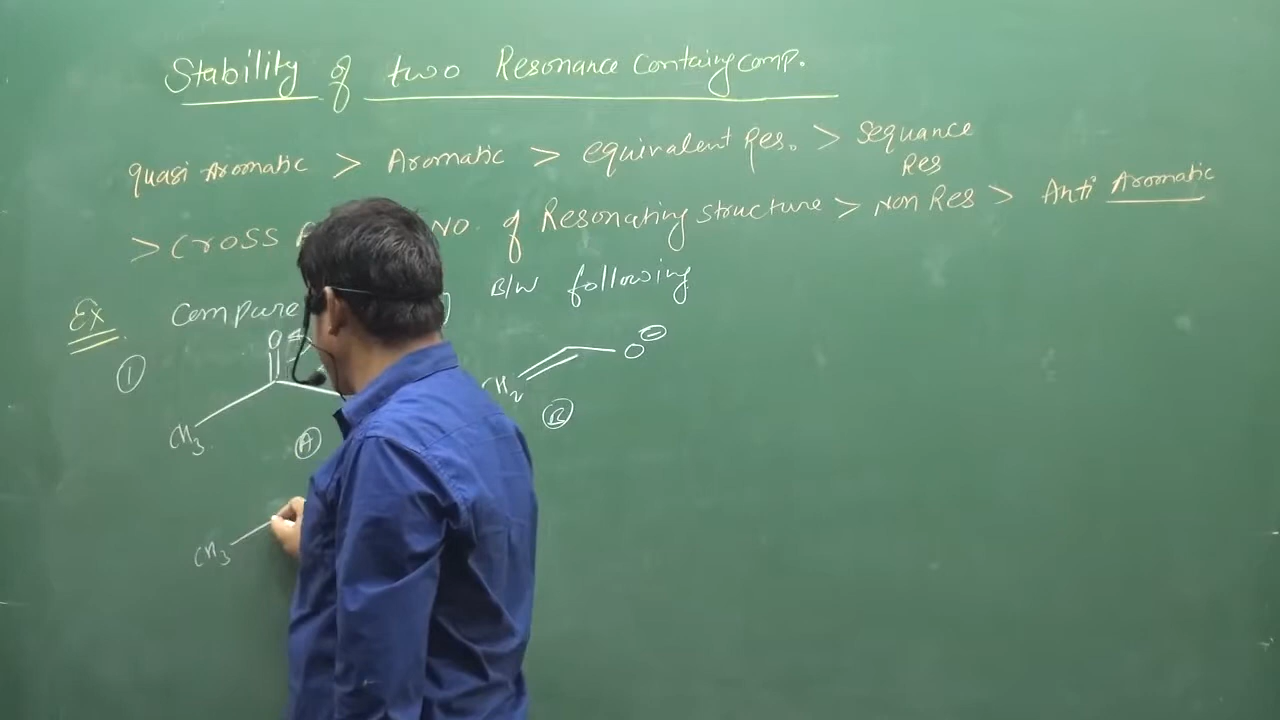 Stability of two Resonance Containg comp.
quasi Aromatic > Aromatic > equivalent Res. > sequance
Res
> Cross No. of Resonating structure > Non Res > Anti Aromatic
Ex Compare B/W following
①
O
CH3
Ⓐ
CH2 O⊖
Ⓑ
CH3